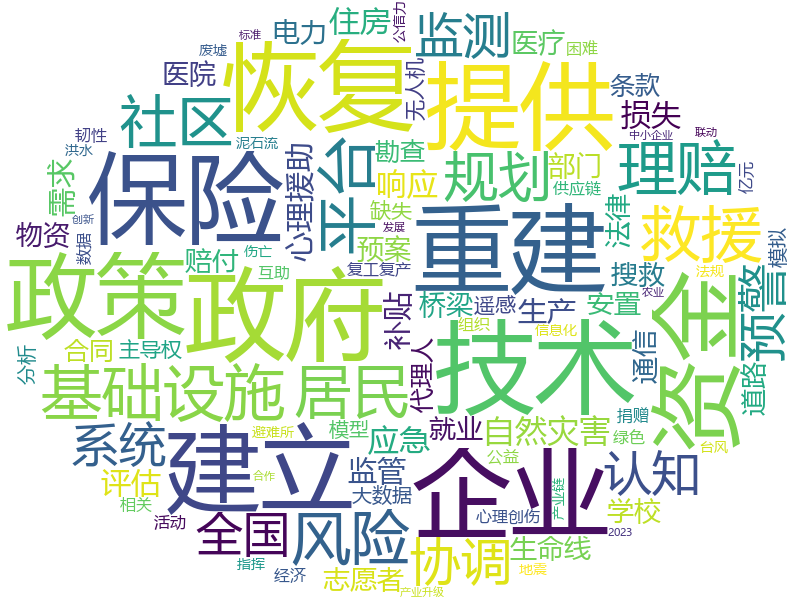 公信力
标准
废墟
电力
住房
监测
医疗
困难
恢复
提供
医院
无人机
条款
损失
中小企业
联动
社区
韧性
洪水
泥石流
勘查
部门
理赔
亿元
需求
保险
心理援助
平台
响应
规划
供应链
创新
物资
数据
缺失
发展
重建
法律
救援
模拟
赔付
伤亡
预案
互助
复工复产
搜救
法规
预警
政策
政府
补贴
桥梁
遥感
生产
安置
农业
资金
分析
合同
主导权
代理人
组织
技术
信息化
通信
道路
基础设施
居民
捐赠
系统
建立
避难所
模型
应急
就业
自然灾害
绿色
台风
评估
合作
监管
大数据
企业
公益
产业链
认知
相关
活动
全国
风险
心理创伤
学校
2023
指挥
经济
志愿者
协调
生命线
地震
产业升级